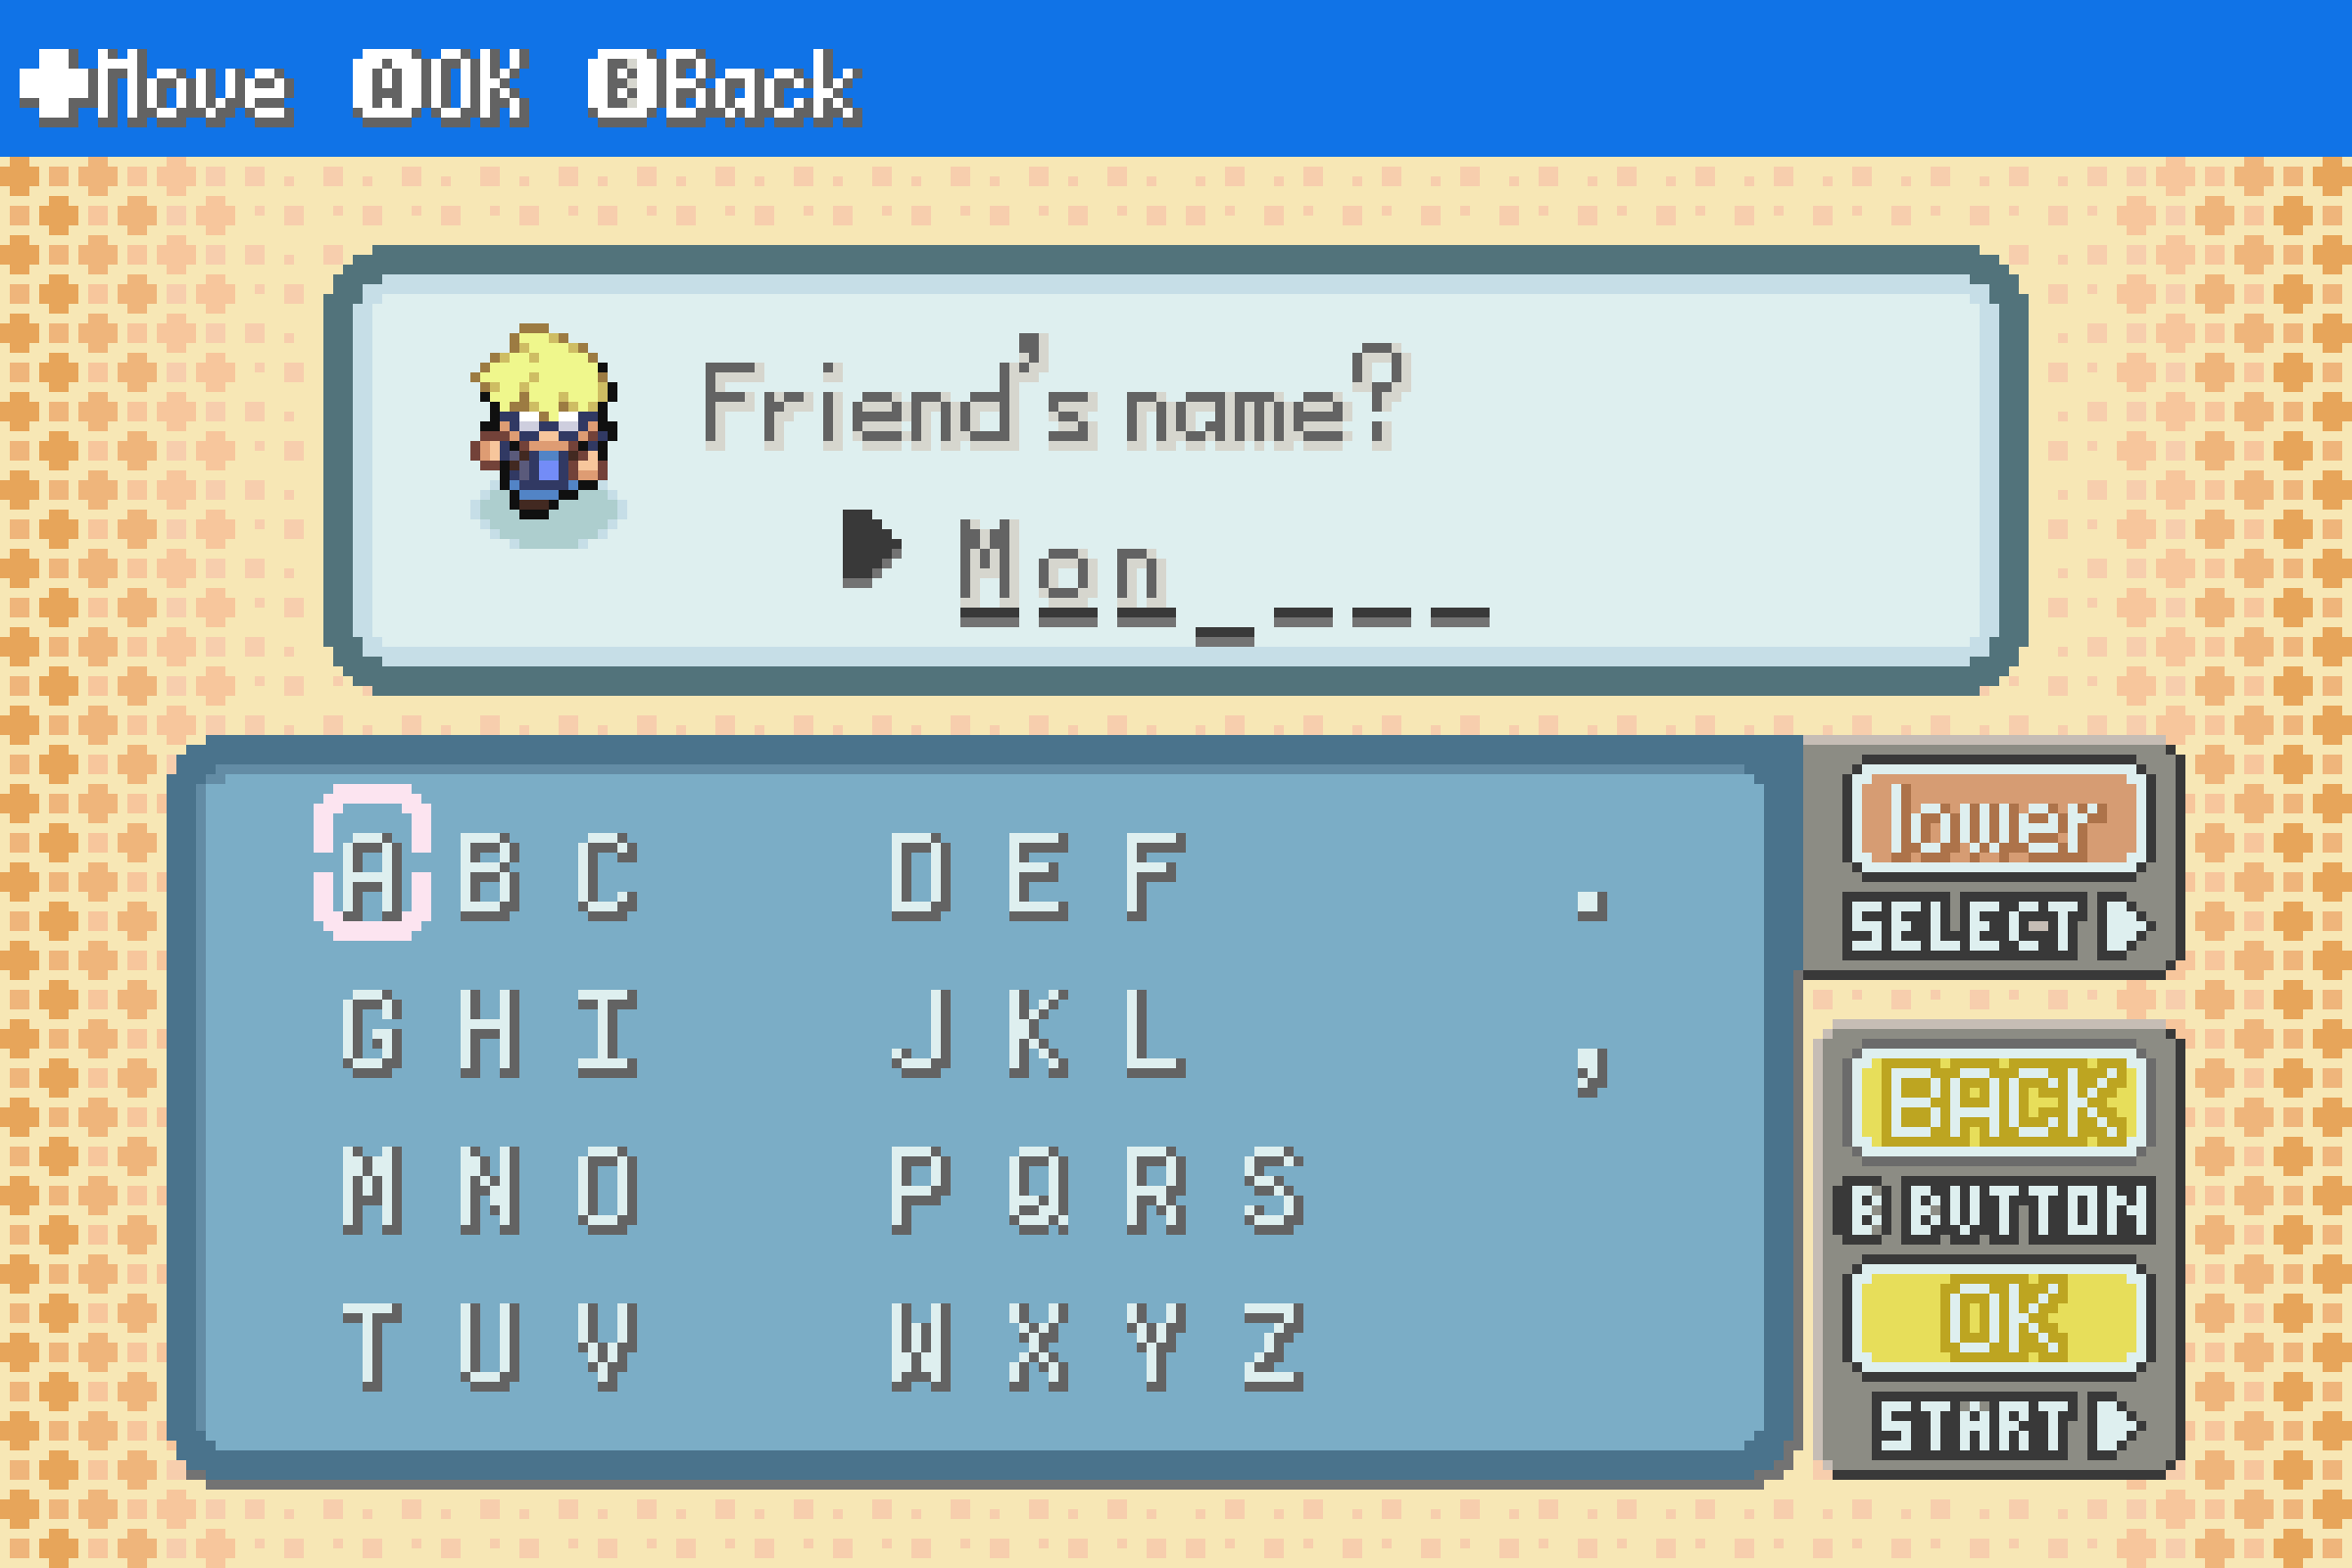 Move A OK B Back
Friend's name?
Mon
A B C D E F .
G H I J K L ,
M N O P Q R S
T U V W X Y Z
lower
SELECT
BACK
B BUTTON
OK
START